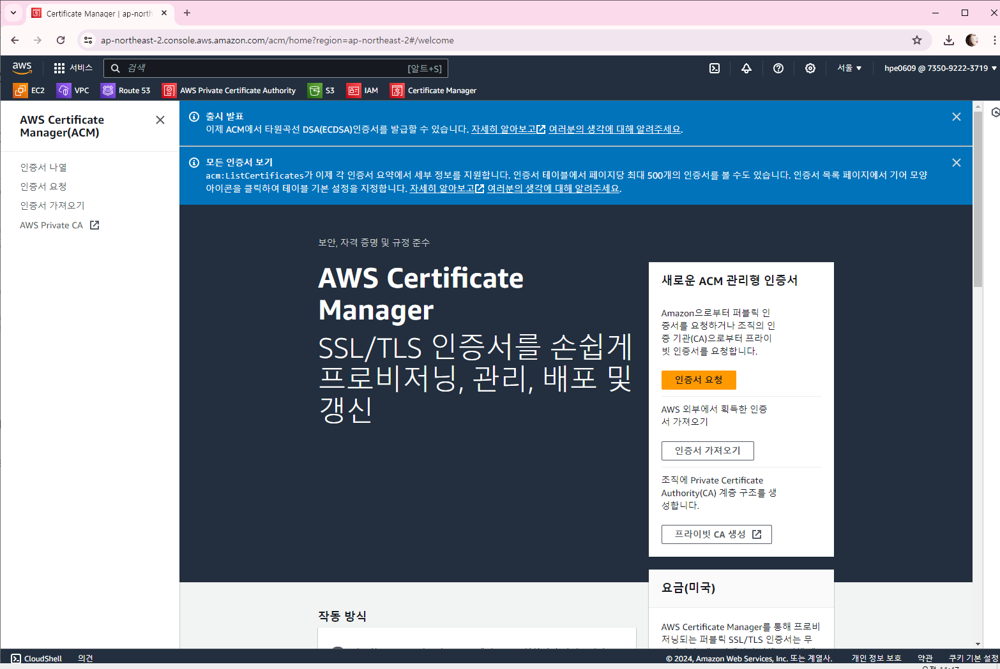 Certificate Manager | ap-north
ap-northeast-2.console.aws.amazon.com/acm/home?region=ap-northeast-2#/welcome
aws
서비스
검색
[알트+S]
서울
hpe0609 @ 7350-9222-3719
EC2
VPC
Route 53
AWS Private Certificate Authority
S3
IAM
Certificate Manager
AWS Certificate
Manager(ACM)
인증서 나열
인증서 요청
인증서 가져오기
AWS Private CA
출시 발표
이제 ACM에서 타원곡선 DSA(ECDSA)인증서를 발급할 수 있습니다. 자세히 알아보고 여러분의 생각에 대해 알려주세요.
모든 인증서 보기
acm:ListCertificates가 이제 각 인증서 요약에서 세부 정보를 지원합니다. 인증서 테이블에서 페이지당 최대 500개의 인증서를 볼 수도 있습니다. 인증서 목록 페이지에서 기어 모양
아이콘을 클릭하여 테이블 기본 설정을 지정합니다. 자세히 알아보고 여러분의 생각에 대해 알려주세요.
보안, 자격 증명 및 규정 준수
AWS Certificate
Manager
SSL/TLS 인증서를 손쉽게
프로비저닝, 관리, 배포 및
갱신
새로운 ACM 관리형 인증서
Amazon으로부터 퍼블릭 인
증서를 요청하거나 조직의 인
증 기관(CA)으로부터 프라이
빗 인증서를 요청합니다.
인증서 요청
AWS 외부에서 획득한 인증
서 가져오기
인증서 가져오기
조직에 Private Certificate
Authority(CA) 계층 구조를 생
성합니다.
프라이빗 CA 생성
요금(미국)
AWS Certificate Manager를 통해 프로비
저닝되는 퍼블릭 SSL/TLS 인증서는 무
작동 방식
CloudShell
의견
© 2024, Amazon Web Services, Inc. 또는 계열사.
개인 정보 보호
약관
쿠키 기본 설정